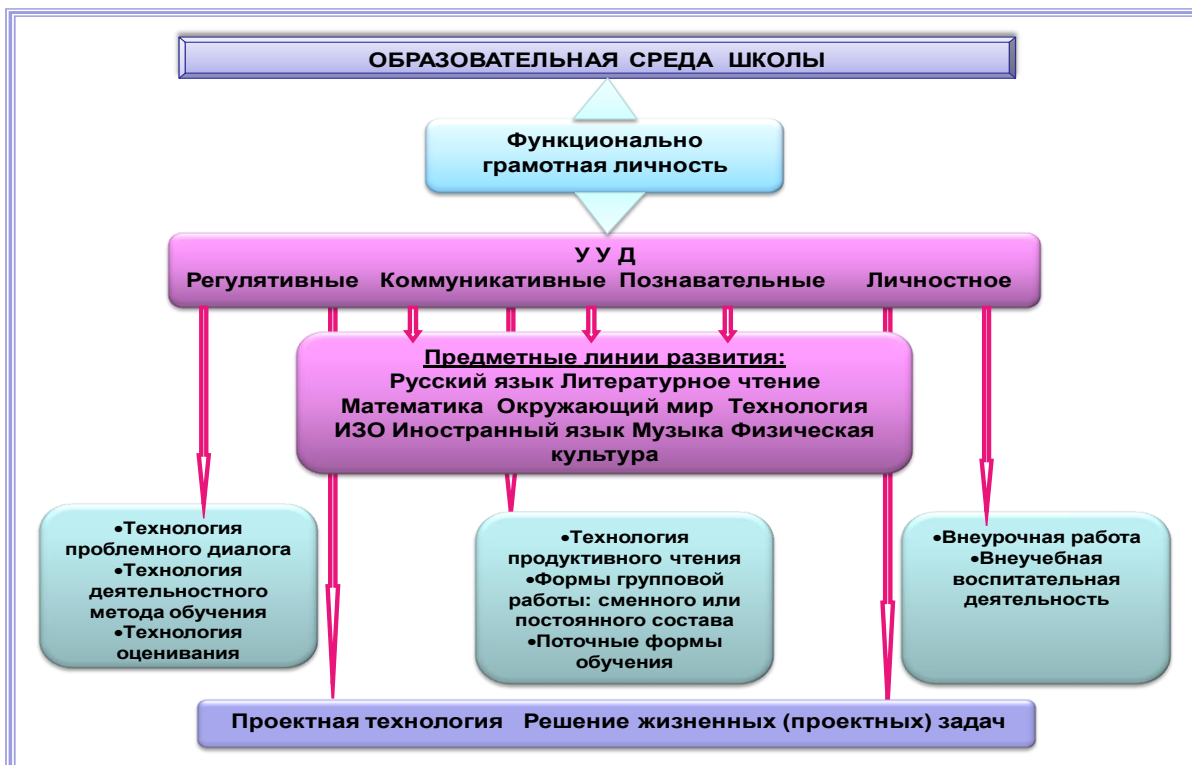 ОБРАЗОВАТЕЛЬНАЯ СРЕДА ШКОЛЫ
Функционально
грамотная личность
У У Д
Регулятивные Коммуникативные Познавательные Личностное
Предметные линии развития:
Русский язык Литературное чтение
Математика Окружающий мир Технология
ИЗО Иностранный язык Музыка Физическая
культура
•Технология
проблемного диалога
•Технология
деятельностного
метода обучения
•Технология
оценивания
•Технология
продуктивного чтения
•Формы групповой
работы: сменного или
постоянного состава
•Поточные формы
обучения
•Внеурочная работа
•Внеучебная
воспитательная
деятельность
Проектная технология Решение жизненных (проектных) задач